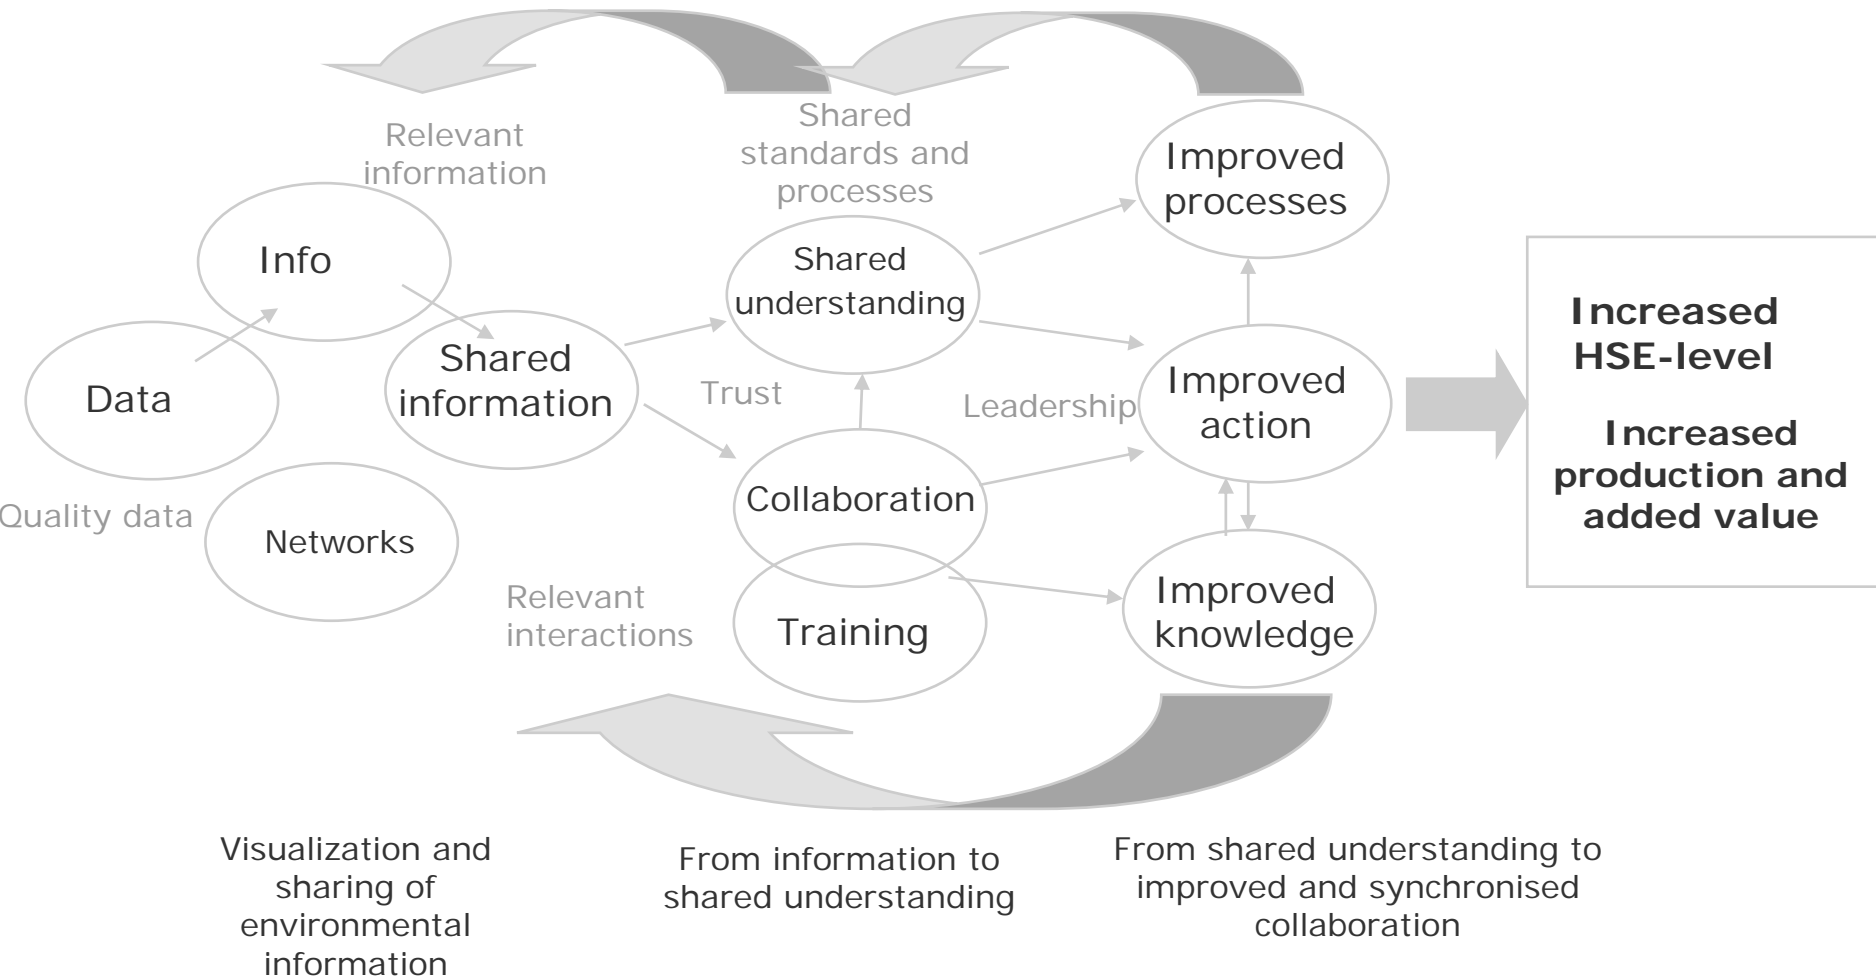 Relevant
information
Shared
standards and
processes
Improved
processes
Info
Shared
understanding
Data
Shared
information
Trust
Leadership
Improved
action
Increased
HSE-level
Increased
production and
added value
Quality data
Networks
Collaboration
Relevant
interactions
Training
Improved
knowledge
Visualization and
sharing of
environmental
information
From information to
shared understanding
From shared understanding to
improved and synchronised
collaboration